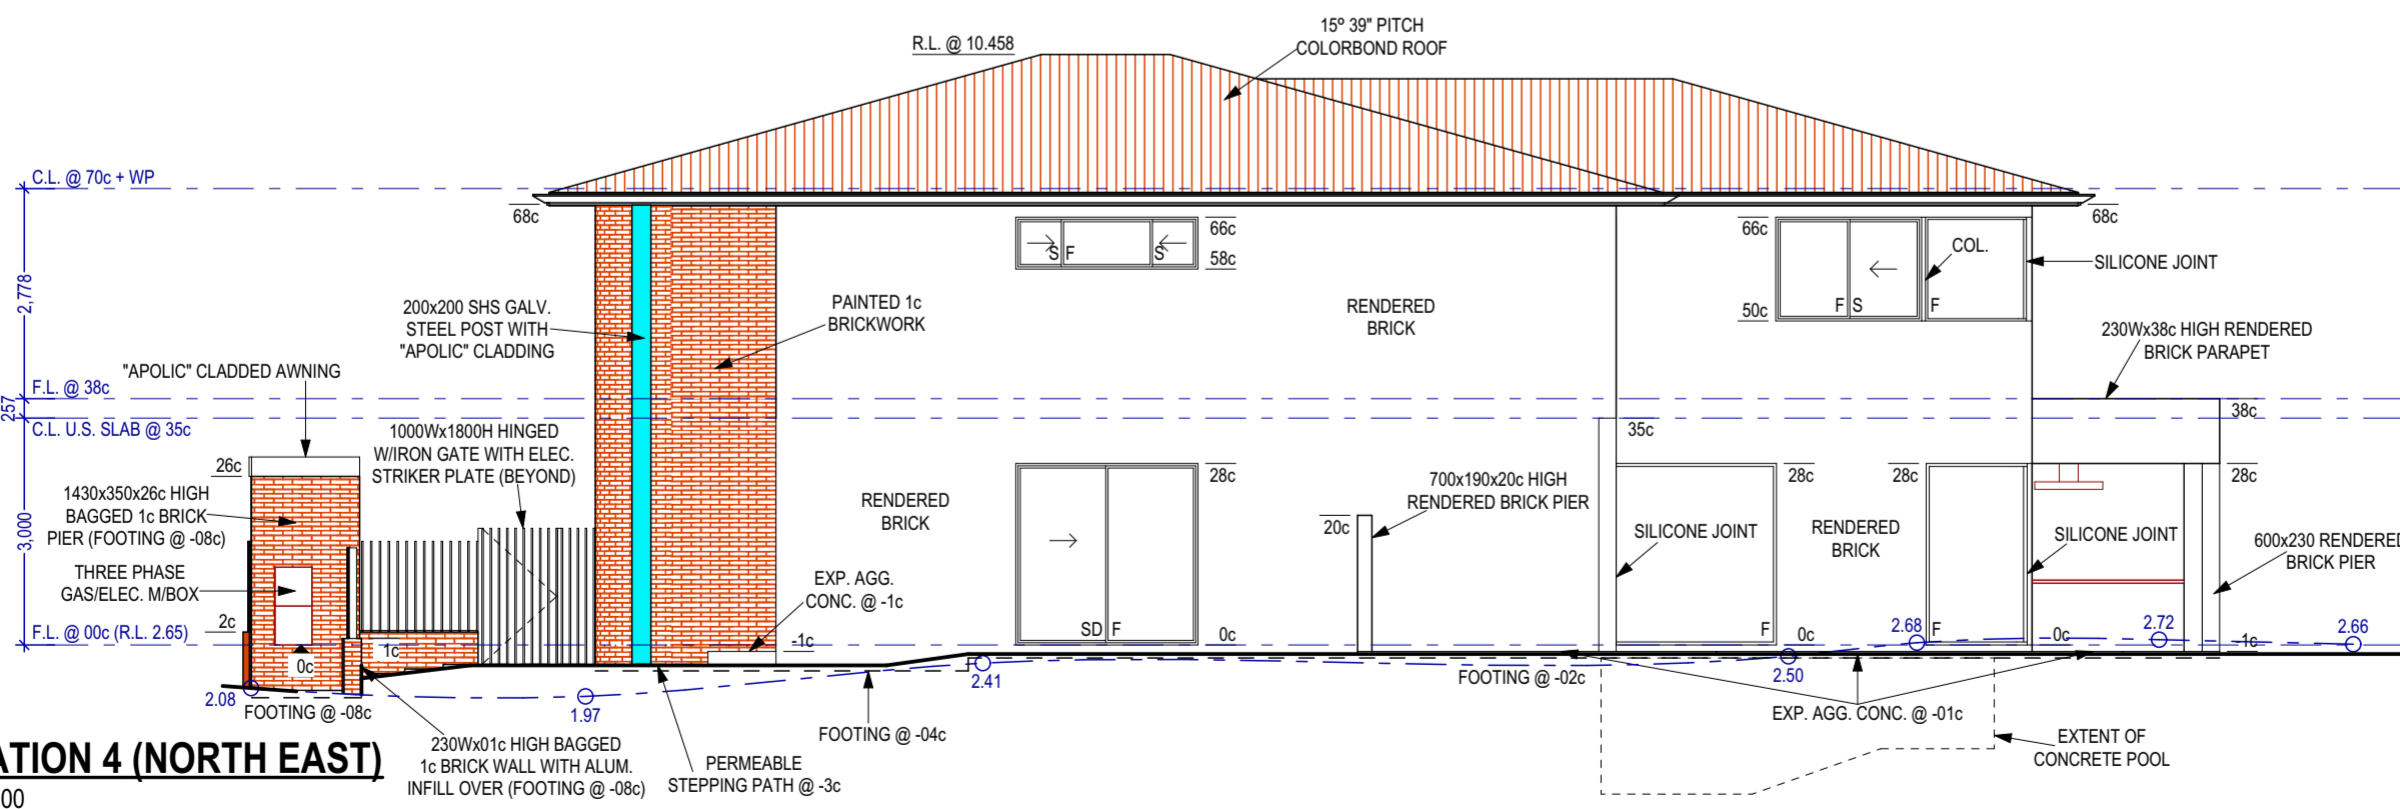 15º 39" PITCH
COLORBOND ROOF
R.L. @ 10.458
C.L. @ 70c + WP
68c
68c
66c
58c
66c
50c
S F
S
F S
F
COL.
SILICONE JOINT
2,778
200x200 SHS GALV.
STEEL POST WITH
"APOLIC" CLADDING
PAINTED 1c
BRICKWORK
RENDERED
BRICK
230Wx38c HIGH RENDERED
BRICK PARAPET
"APOLIC" CLADDED AWNING
F.L. @ 38c
257
C.L. U.S. SLAB @ 35c
38c
35c
1000Wx1800H HINGED
W/IRON GATE WITH ELEC.
STRIKER PLATE (BEYOND)
26c
28c
28c
28c
28c
1430x350x26c HIGH
BAGGED 1c BRICK
PIER (FOOTING @ -08c)
RENDERED
BRICK
700x190x20c HIGH
RENDERED BRICK PIER
20c
SILICONE JOINT
RENDERED
BRICK
SILICONE JOINT
600x230 RENDERED
BRICK PIER
3,000
THREE PHASE
GAS/ELEC. M/BOX
EXP. AGG.
CONC. @ -1c
2c
F.L. @ 00c (R.L. 2.65)
0c
1c
-1c
SD F
0c
F
0c
2.68
F
0c
2.72
2.66
-1c
2.08
FOOTING @ -08c
1.97
2.41
FOOTING @ -02c
2.50
EXP. AGG. CONC. @ -01c
FOOTING @ -04c
EXTENT OF
CONCRETE POOL
230Wx01c HIGH BAGGED
1c BRICK WALL WITH ALUM.
INFILL OVER (FOOTING @ -08c)
PERMEABLE
STEPPING PATH @ -3c
ATION 4 (NORTH EAST)
00